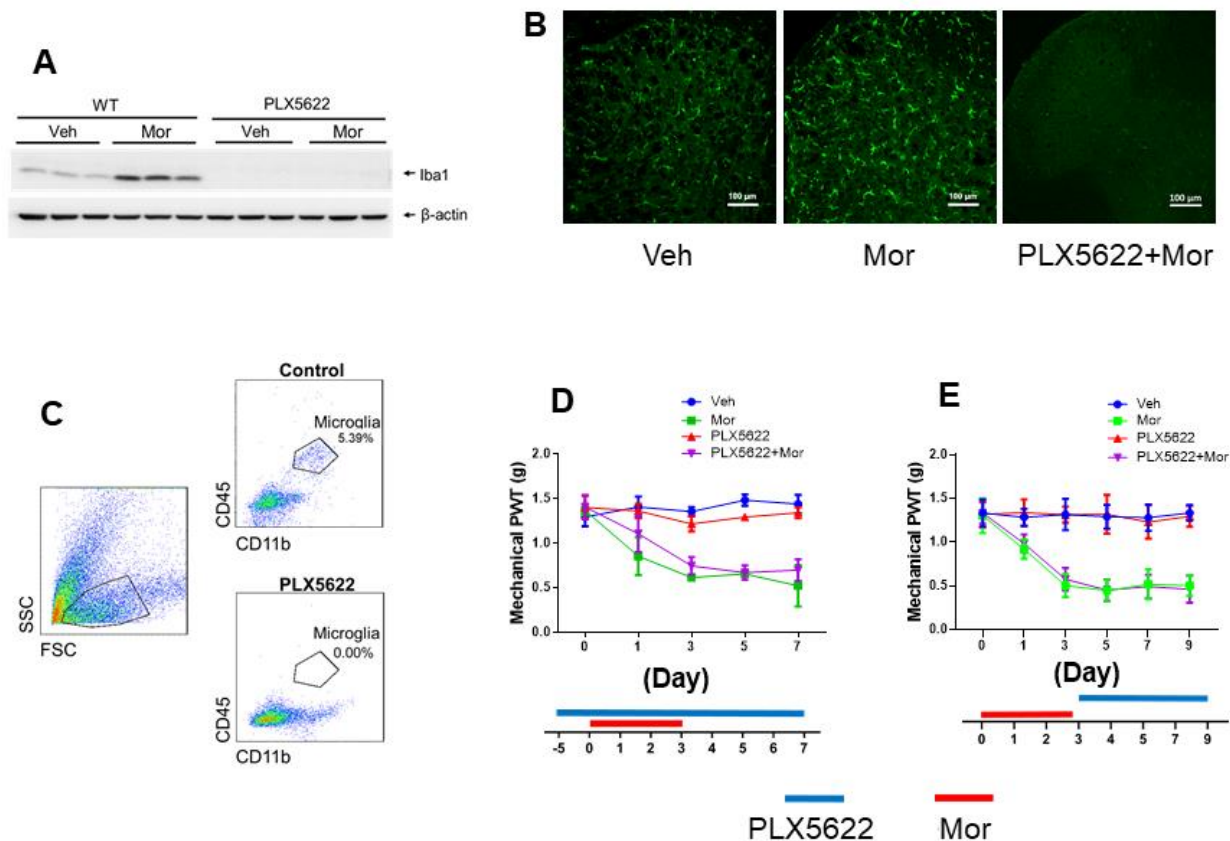 A
WT PLX5622
Veh Mor Veh Mor
Iba1
β-actin
B
100 µm
100 µm
100 µm
Veh Mor PLX5622+Mor
C
SSC
FSC
Control
Microglia
5.39%
CD45
CD11b
PLX5622
Microglia
0.00%
CD45
CD11b
D
Veh
Mor
PLX5622
PLX5622+Mor
Mechanical PWT (g)
2.0
1.5
1.0
0.5
0.0
0 1 3 5 7
(Day)
-5 0 1 2 3 4 5 6 7
E
Veh
Mor
PLX5622
PLX5622+Mor
Mechanical PWT (g)
2.0
1.5
1.0
0.5
0.0
0 1 3 5 7 9
(Day)
0 1 2 3 4 5 7 9
PLX5622 Mor